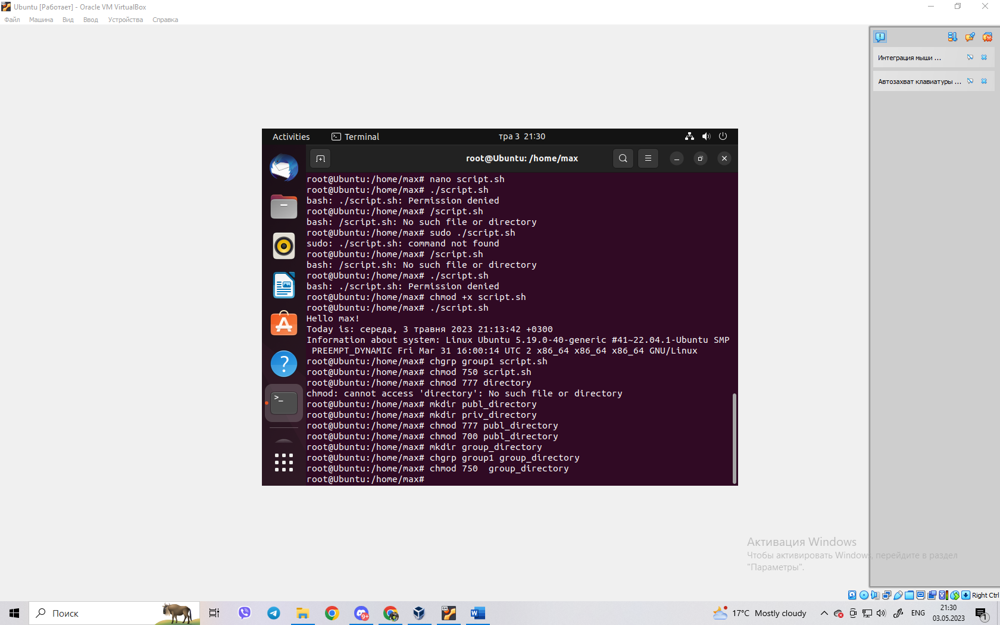 Ubuntu [Работает] - Oracle VM VirtualBox
Файл Машина Вид Ввод Устройства Справка
Интеграция мыши ...
Автозахват клавиатуры ...
Activities Terminal тра 3 21:30
root@Ubuntu: /home/max
root@Ubuntu:/home/max# nano script.sh
root@Ubuntu:/home/max# ./script.sh
bash: ./script.sh: Permission denied
root@Ubuntu:/home/max# /script.sh
bash: /script.sh: No such file or directory
root@Ubuntu:/home/max# sudo ./script.sh
sudo: ./script.sh: command not found
root@Ubuntu:/home/max# /script.sh
bash: /script.sh: No such file or directory
root@Ubuntu:/home/max# ./script.sh
bash: ./script.sh: Permission denied
root@Ubuntu:/home/max# chmod +x script.sh
root@Ubuntu:/home/max# ./script.sh
Hello max!
Today is: середа, 3 травня 2023 21:13:42 +0300
Information about system: Linux Ubuntu 5.19.0-40-generic #41~22.04.1-Ubuntu SMP
 PREEMPT_DYNAMIC Fri Mar 31 16:00:14 UTC 2 x86_64 x86_64 x86_64 GNU/Linux
root@Ubuntu:/home/max# chgrp group1 script.sh
root@Ubuntu:/home/max# chmod 750 script.sh
root@Ubuntu:/home/max# chmod 777 directory
chmod: cannot access 'directory': No such file or directory
root@Ubuntu:/home/max# mkdir publ_directory
root@Ubuntu:/home/max# mkdir priv_directory
root@Ubuntu:/home/max# chmod 777 publ_directory
root@Ubuntu:/home/max# chmod 700 publ_directory
root@Ubuntu:/home/max# mkdir group_directory
root@Ubuntu:/home/max# chgrp group1 group_directory
root@Ubuntu:/home/max# chmod 750  group_directory
root@Ubuntu:/home/max#
Активация Windows
Чтобы активировать Windows, перейдите в раздел
"Параметры".
Right Ctrl
Поиск
9+
17°C Mostly cloudy
ENG
21:30
03.05.2023
1